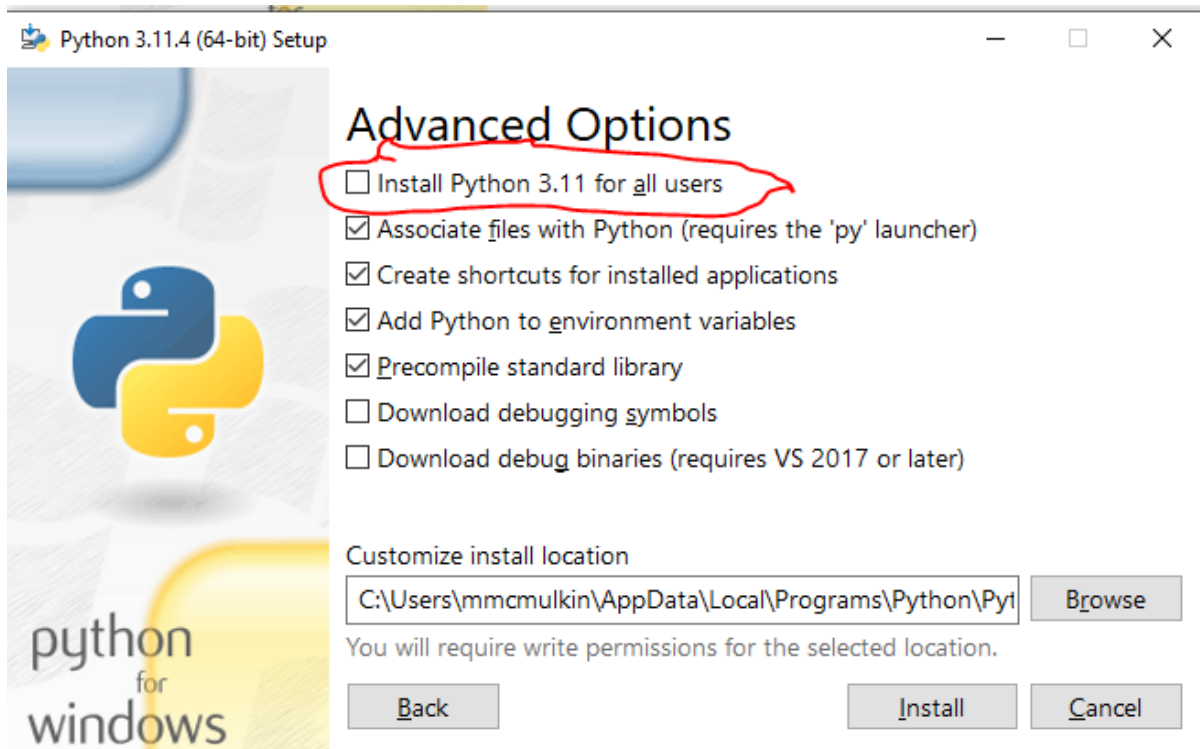 Python 3.11.4 (64-bit) Setup
Advanced Options
Install Python 3.11 for all users
Associate files with Python (requires the 'py' launcher)
Create shortcuts for installed applications
Add Python to environment variables
Precompile standard library
Download debugging symbols
Download debug binaries (requires VS 2017 or later)
Customize install location
C:\Users\mmcmulkin\AppData\Local\Programs\Python\Pyt
Browse
You will require write permissions for the selected location.
python
for
windows
Back
Install
Cancel